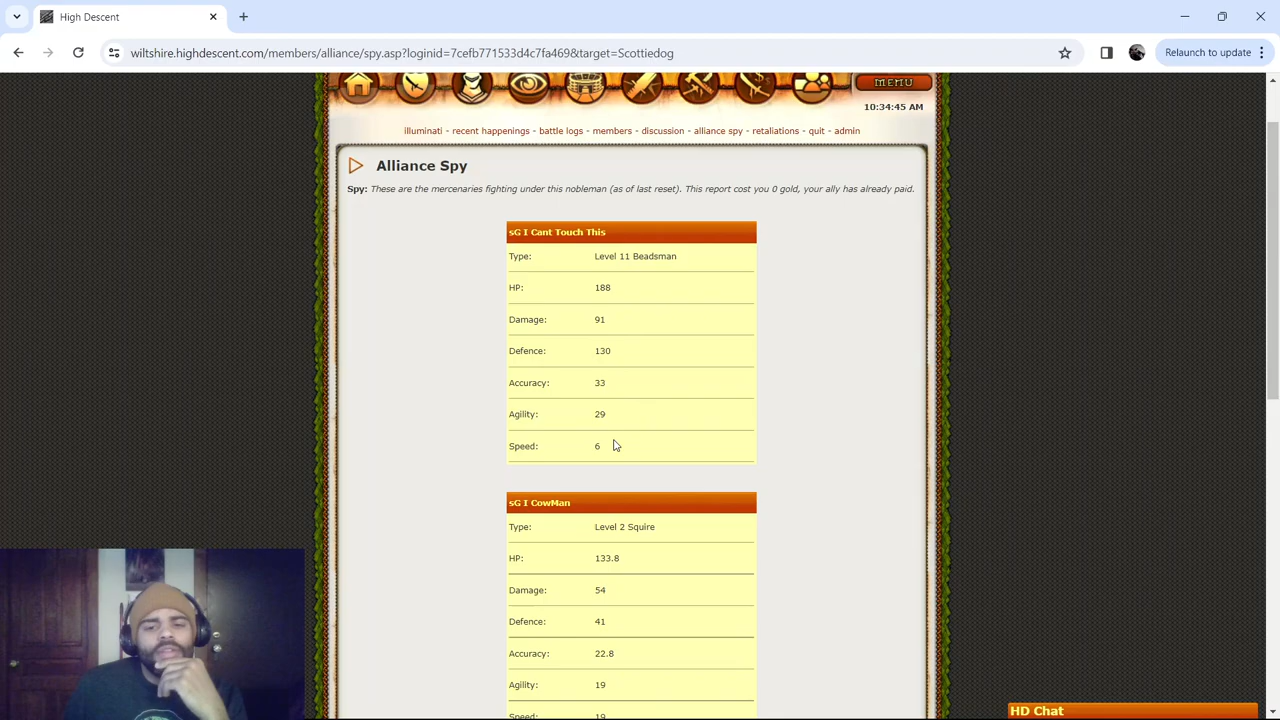 High Descent
wiltshire.highdescent.com/members/alliance/spy.asp?loginid=7cefb771533d4c7fa469&target=Scottiedog
Relaunch to update
MENU
10:34:45 AM
illuminati - recent happenings - battle logs - members - discussion - alliance spy - retaliations - quit - admin
Alliance Spy
Spy: These are the mercenaries fighting under this nobleman (as of last reset). This report cost you 0 gold, your ally has already paid.
sG I Cant Touch This
Type: Level 11 Beadsman
HP: 188
Damage: 91
Defence: 130
Accuracy: 33
Agility: 29
Speed: 6
sG I CowMan
Type: Level 2 Squire
HP: 133.8
Damage: 54
Defence: 41
Accuracy: 22.8
Agility: 19
Speed: 19
HD Chat